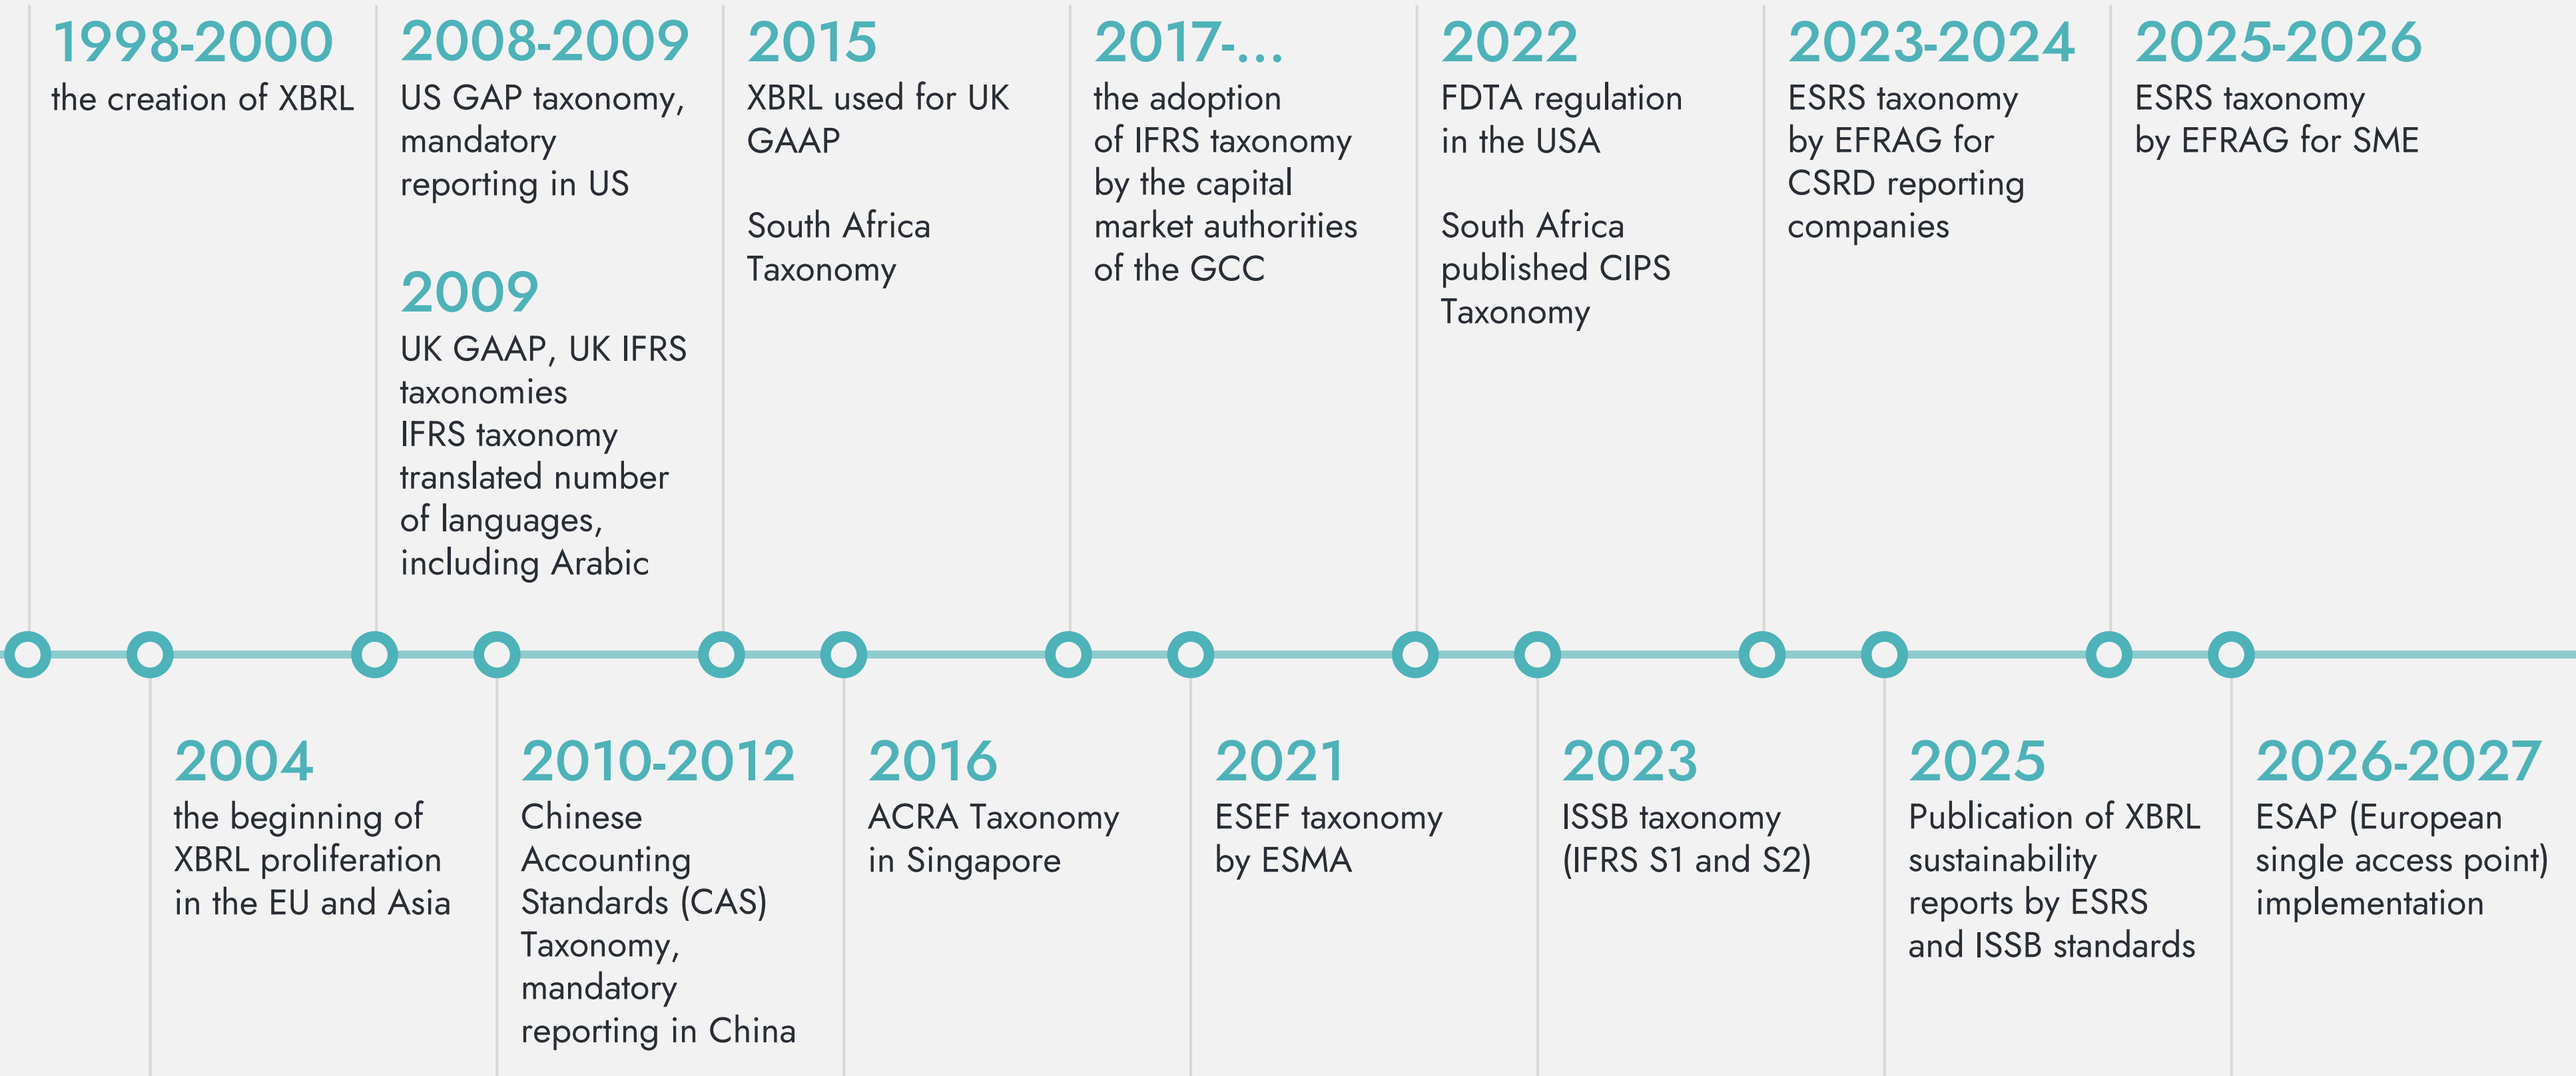 1998-2000
the creation of XBRL
2008-2009
US GAP taxonomy,
mandatory
reporting in US
2009
UK GAAP, UK IFRS
taxonomies
IFRS taxonomy
translated number
of languages,
including Arabic
2015
XBRL used for UK
GAAP
South Africa
Taxonomy
2017-...
the adoption
of IFRS taxonomy
by the capital
market authorities
of the GCC
2022
FDTA regulation
in the USA
South Africa
published CIPS
Taxonomy
2023-2024
ESRS taxonomy
by EFRAG for
CSRD reporting
companies
2025-2026
ESRS taxonomy
by EFRAG for SME
2004
the beginning of
XBRL proliferation
in the EU and Asia
2010-2012
Chinese
Accounting
Standards (CAS)
Taxonomy,
mandatory
reporting in China
2016
ACRA Taxonomy
in Singapore
2021
ESEF taxonomy
by ESMA
2023
ISSB taxonomy
(IFRS S1 and S2)
2025
Publication of XBRL
sustainability
reports by ESRS
and ISSB standards
2026-2027
ESAP (European
single access point)
implementation